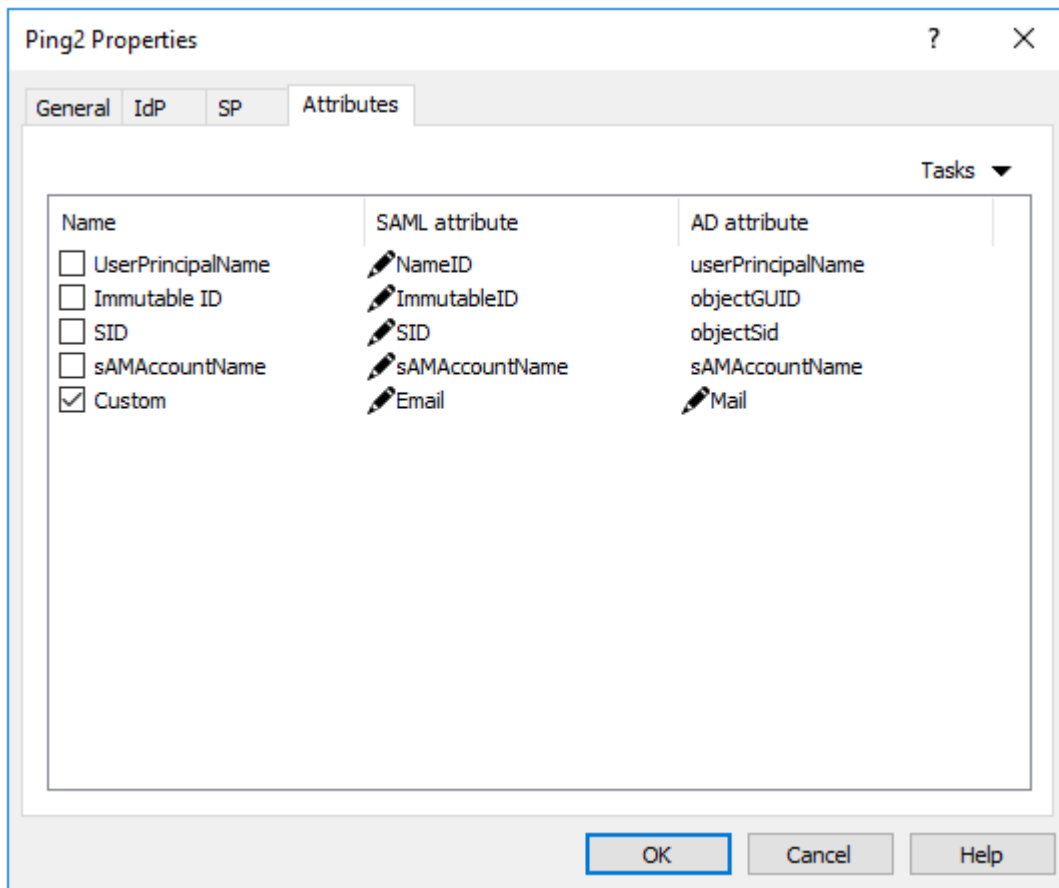 Ping2 Properties ?
General IdP SP Attributes
Tasks
Name SAML attribute AD attribute
UserPrincipalName NameID userPrincipalName
Immutable ID ImmutableID objectGUID
SID SID objectSid
sAMAccountName sAMAccountName sAMAccountName
Custom Email Mail
OK Cancel Help